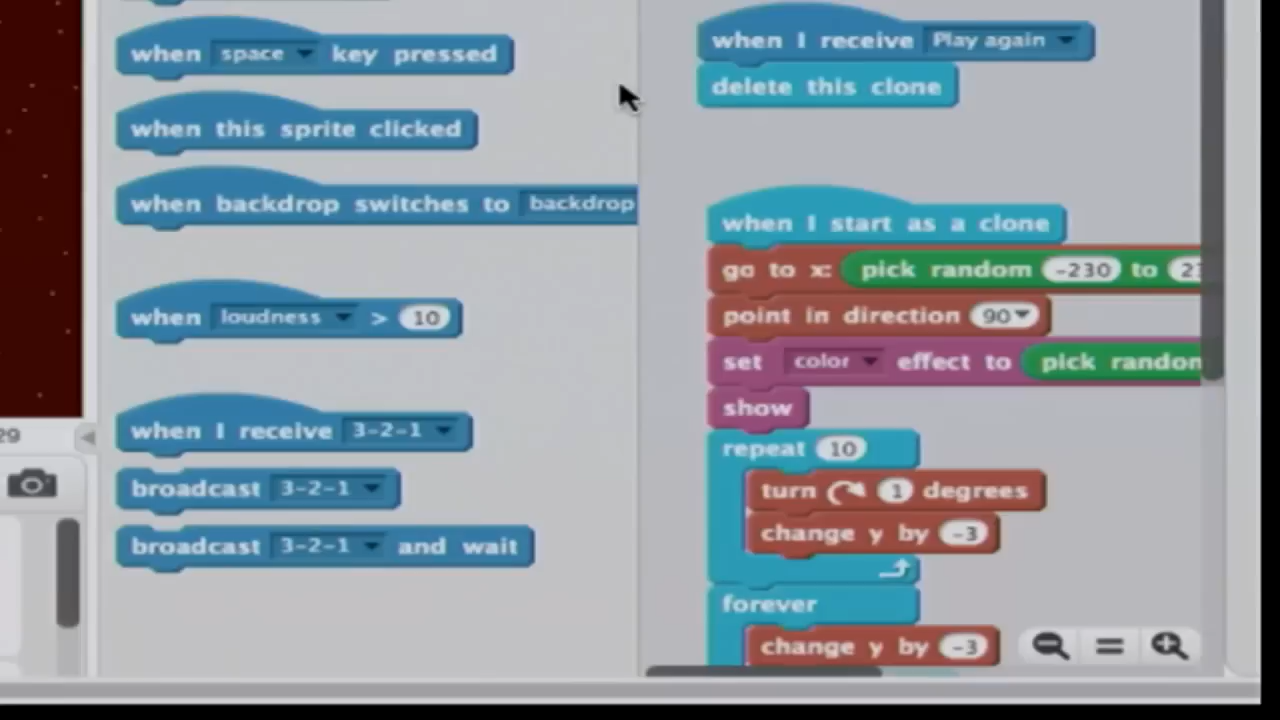 when space key pressed
when this sprite clicked
when backdrop switches to backdrop
when loudness > 10
when I receive 3-2-1
broadcast 3-2-1
broadcast 3-2-1 and wait
29
when I receive Play again
delete this clone
when I start as a clone
go to x: pick random -230 to
point in direction 90
set color effect to pick random
show
repeat 10
turn 1 degrees
change y by -3
forever
change y by -3